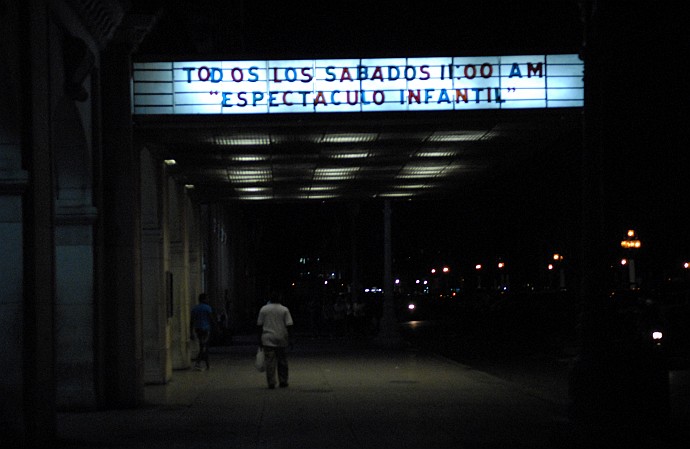 TODOS LOS SABADOS 11:00 AM
"ESPECTACULO INFANTIL"